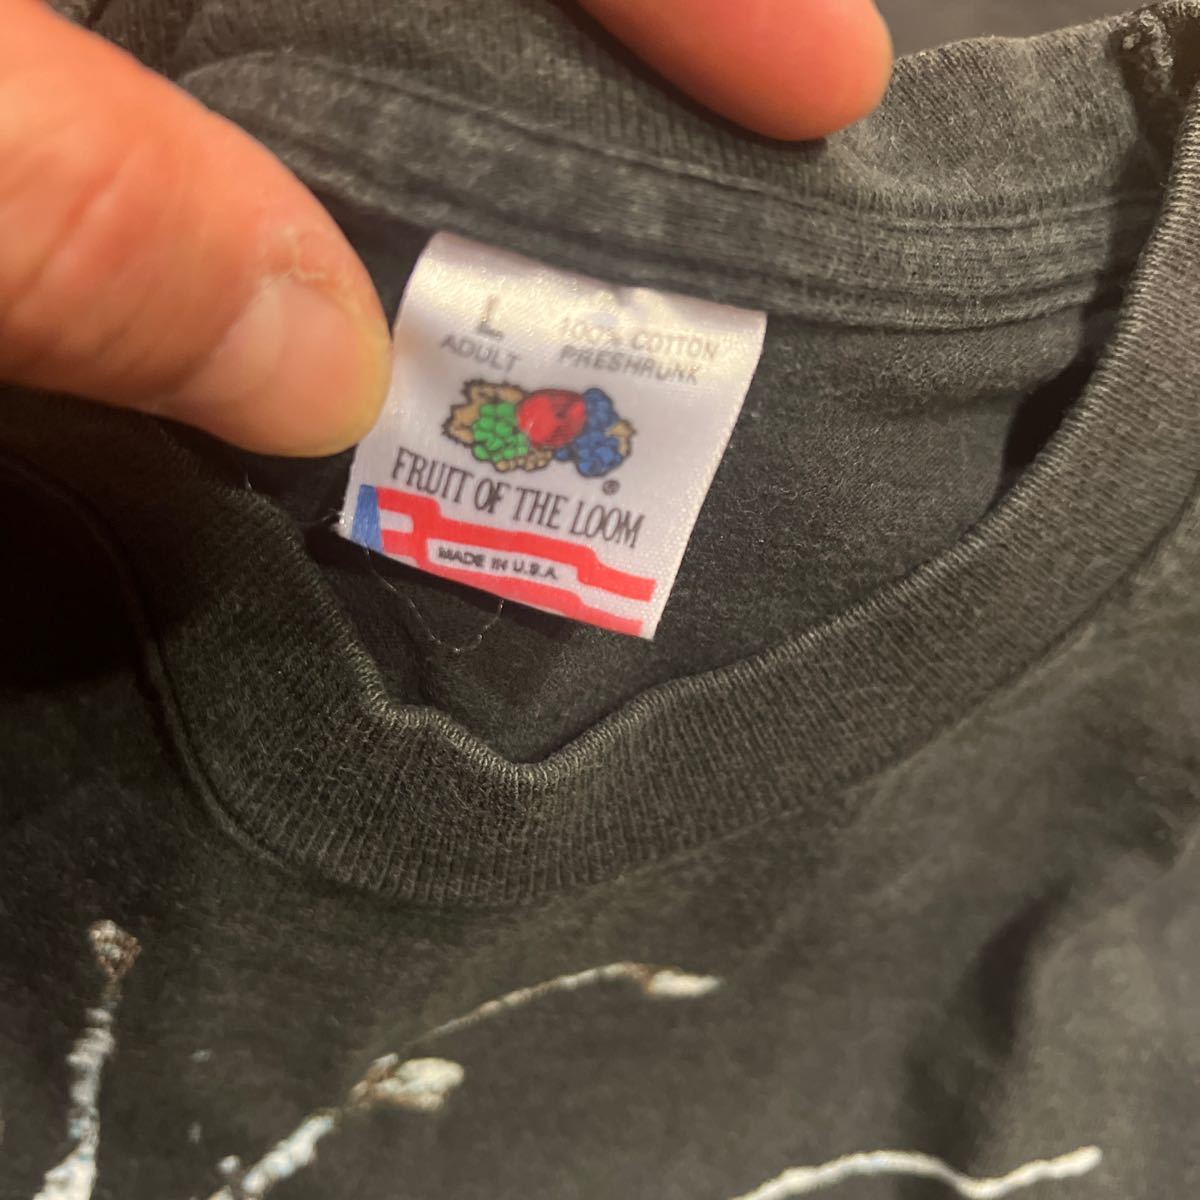 L
ADULT
100% COTTON
PRESHRUNK
®
FRUIT OF THE LOOM
MADE IN U.S.A.